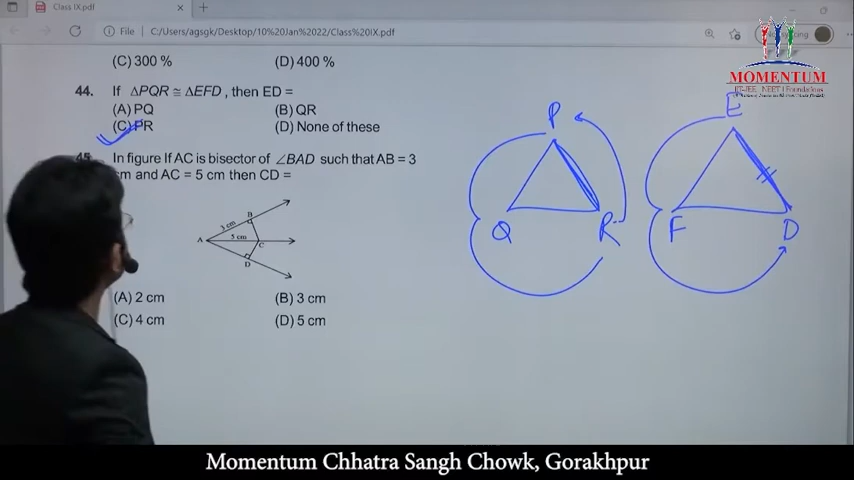 Class IX.pdf
C:/Users/agsgk/Desktop/10%20Jan%2022/Class%20IX.pdf
(C) 300 % (D) 400 %
44. If ΔPQR ≅ ΔEFD, then ED =
(A) PQ (B) QR
(C) PR (D) None of these
45. In figure If AC is bisector of ∠BAD such that AB = 3
cm and AC = 5 cm then CD =
3 cm
5 cm
A
B
C
D
(A) 2 cm (B) 3 cm
(C) 4 cm (D) 5 cm
P
Q R
E
F D
MOMENTUM
Momentum Chhatra Sangh Chowk, Gorakhpur